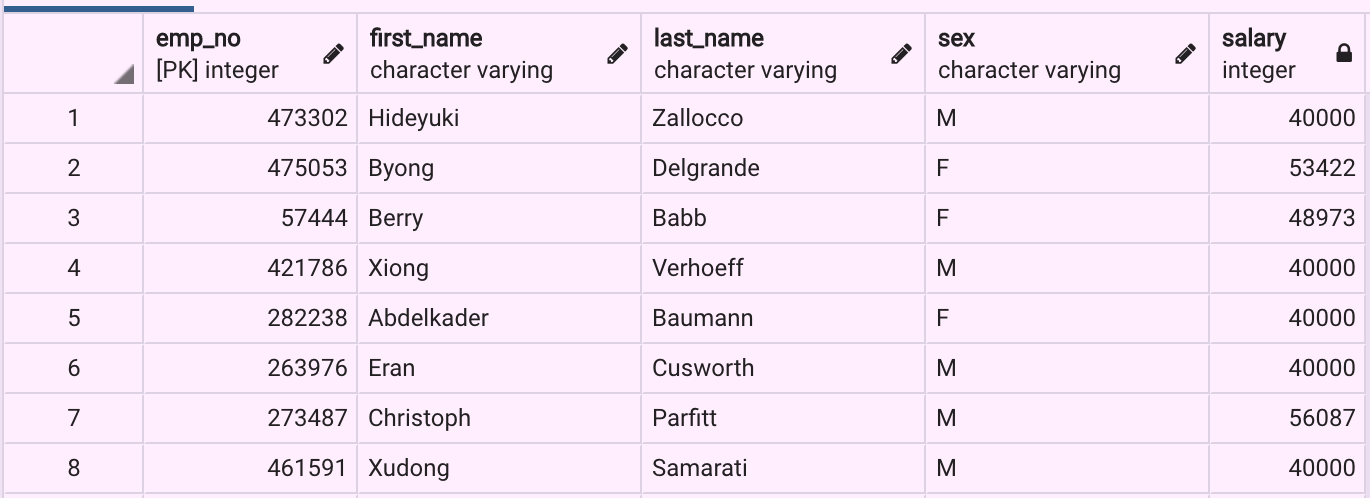 emp_no first_name last_name sex salary
[PK] integer character varying character varying character varying integer
1 473302 Hideyuki Zallocco M 40000
2 475053 Byong Delgrande F 53422
3 57444 Berry Babb F 48973
4 421786 Xiong Verhoeff M 40000
5 282238 Abdelkader Baumann F 40000
6 263976 Eran Cusworth M 40000
7 273487 Christoph Parfitt M 56087
8 461591 Xudong Samarati M 40000